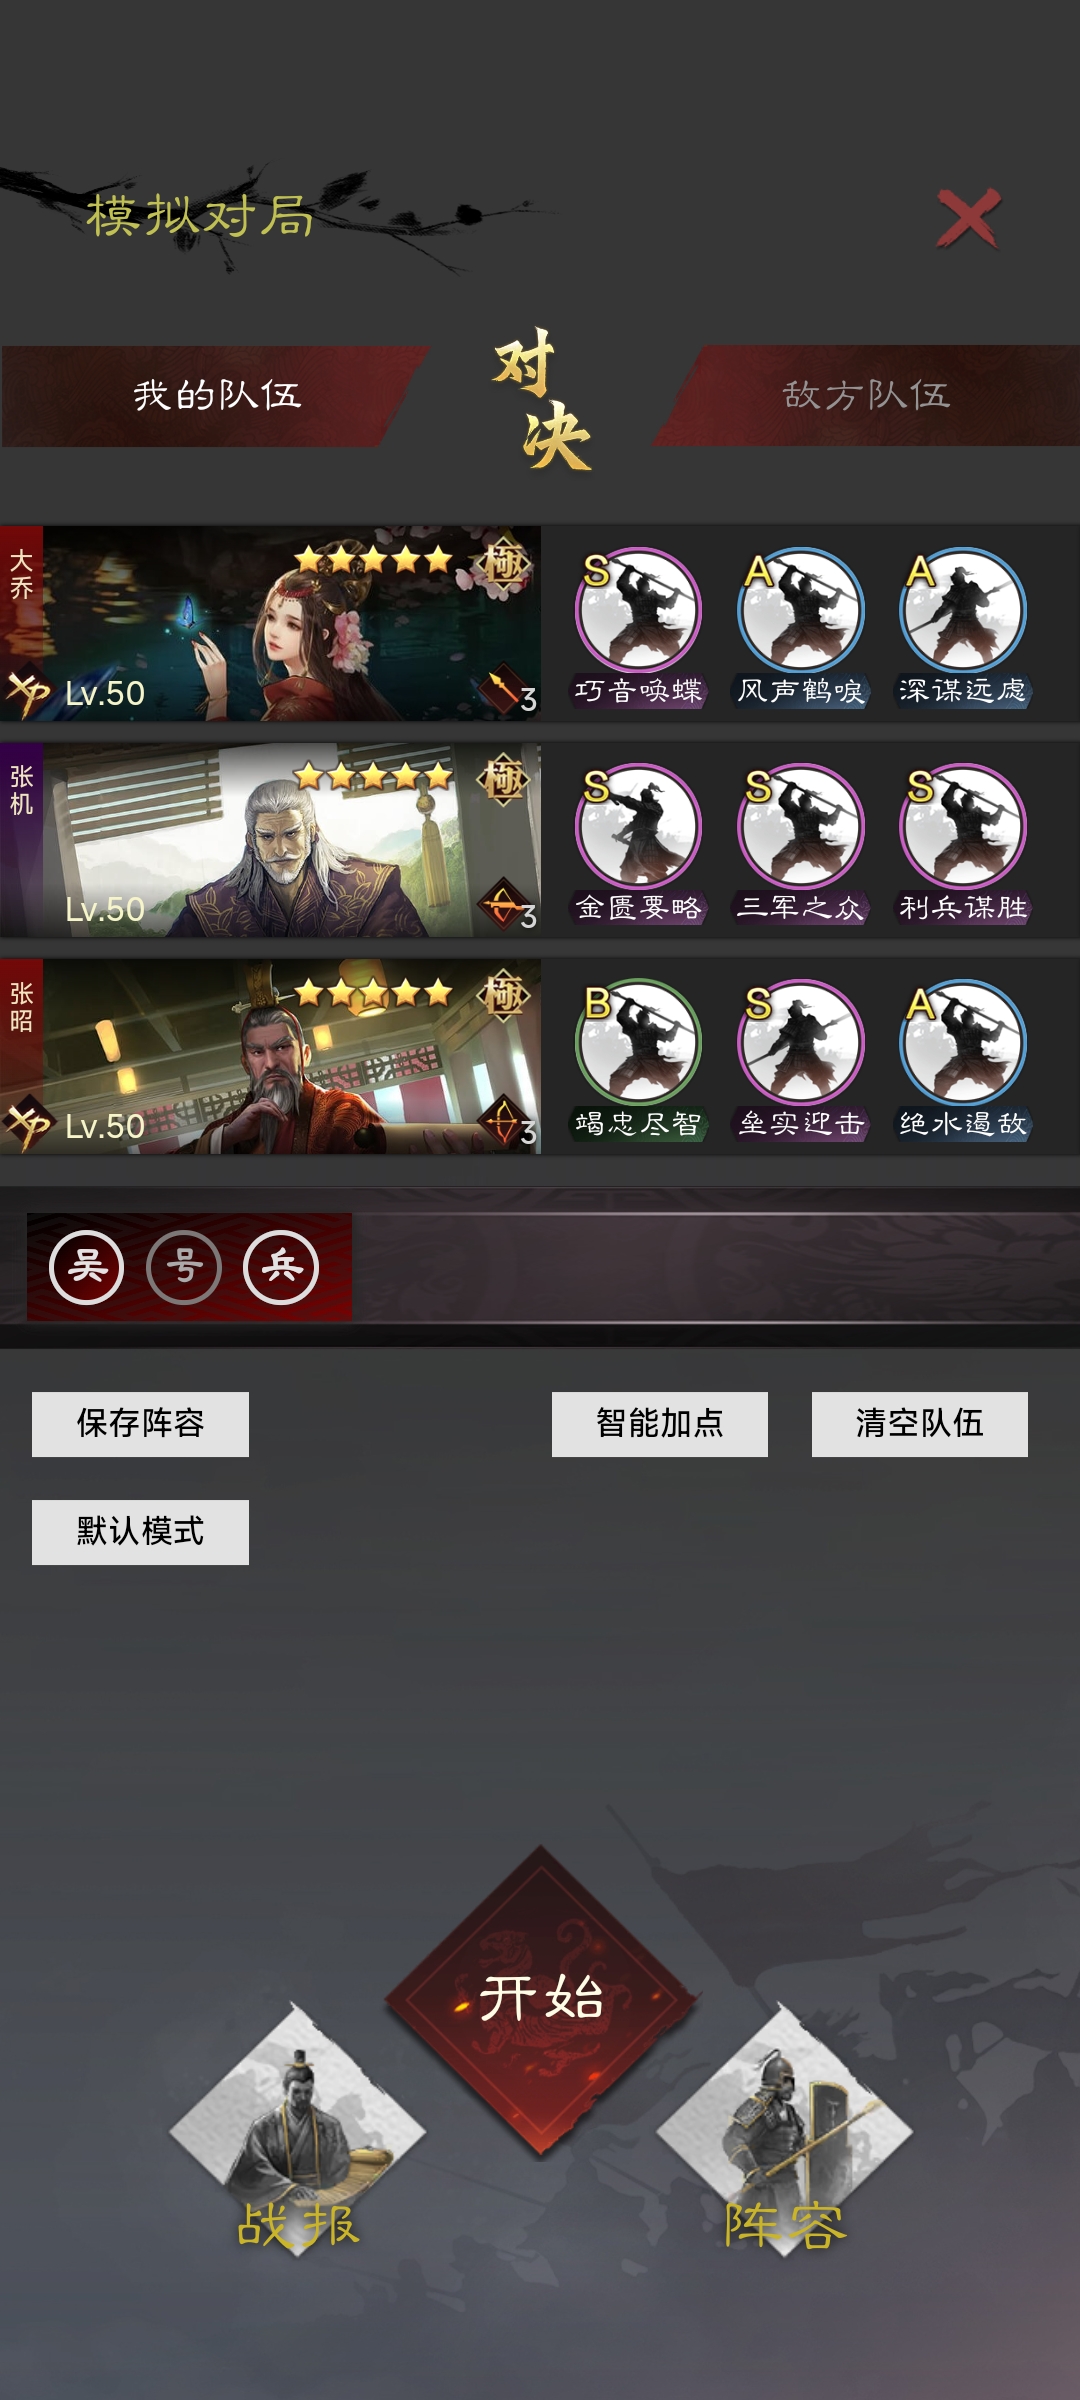 模拟对局
我的队伍
对决
敌方队伍
大乔
極
Lv.50
3
S
A
A
巧音唤蝶
风声鹤唳
深谋远虑
张机
極
Lv.50
3
S
S
S
金匮要略
三军之众
利兵谋胜
张昭
極
Lv.50
3
B
S
A
竭忠尽智
垒实迎击
绝水遏敌
吴
号
兵
保存阵容
智能加点
清空队伍
默认模式
开始
战报
阵容